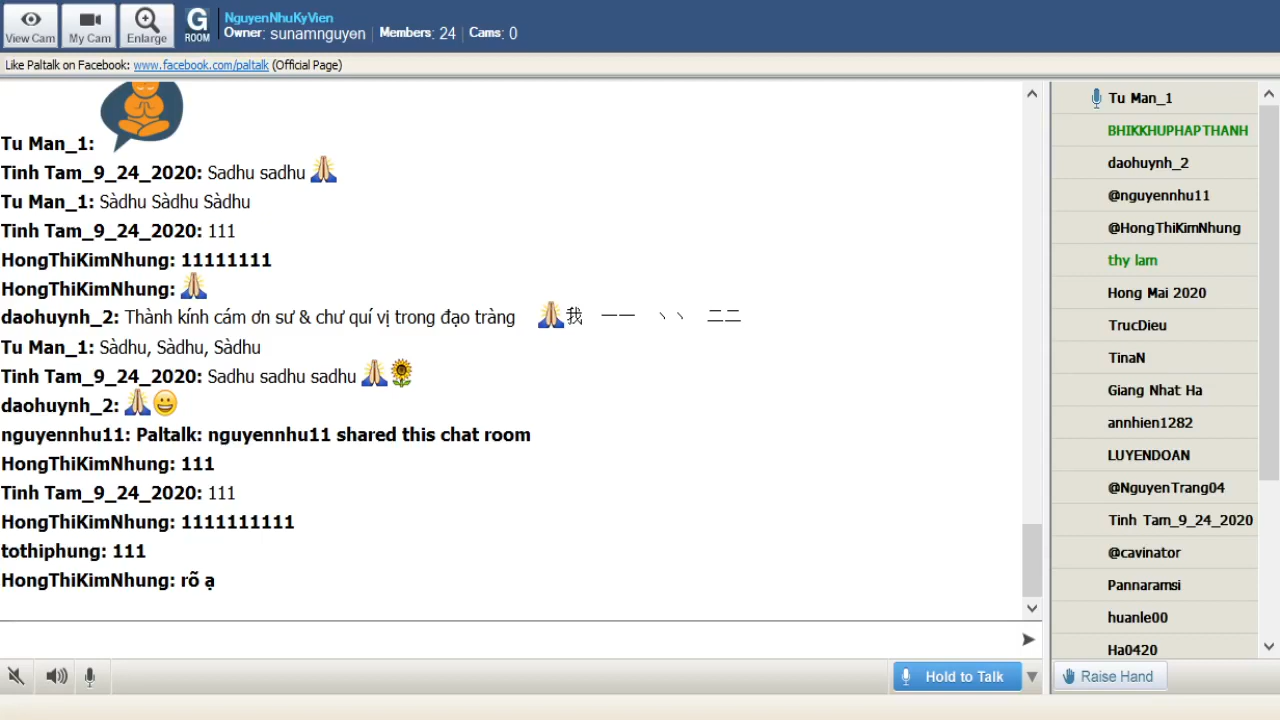 View Cam
My Cam
Enlarge
G
ROOM
NguyenNhuKyVien
Owner: sunamnguyen | Members: 24 | Cams: 0
Like Paltalk on Facebook: www.facebook.com/paltalk (Official Page)
Tu Man_1:
Tinh Tam_9_24_2020: Sadhu sadhu 🙏
Tu Man_1: Sàdhu Sàdhu Sàdhu
Tinh Tam_9_24_2020: 111
HongThiKimNhung: 11111111
HongThiKimNhung: 🙏
daohuynh_2: Thành kính cám ơn sư & chư quí vị trong đạo tràng 🙏我 一一 ヽヽ 二二
Tu Man_1: Sàdhu, Sàdhu, Sàdhu
Tinh Tam_9_24_2020: Sadhu sadhu sadhu 🙏🌻
daohuynh_2: 🙏😀
nguyennhu11: Paltalk: nguyennhu11 shared this chat room
HongThiKimNhung: 111
Tinh Tam_9_24_2020: 111
HongThiKimNhung: 1111111111
tothiphung: 111
HongThiKimNhung: rõ ạ
Hold to Talk
Tu Man_1
BHIKKHUPHAPTHANH
daohuynh_2
@nguyennhu11
@HongThiKimNhung
thy lam
Hong Mai 2020
TrucDieu
TinaN
Giang Nhat Ha
annhien1282
LUYENDOAN
@NguyenTrang04
Tinh Tam_9_24_2020
@cavinator
Pannaramsi
huanle00
Ha0420
Raise Hand